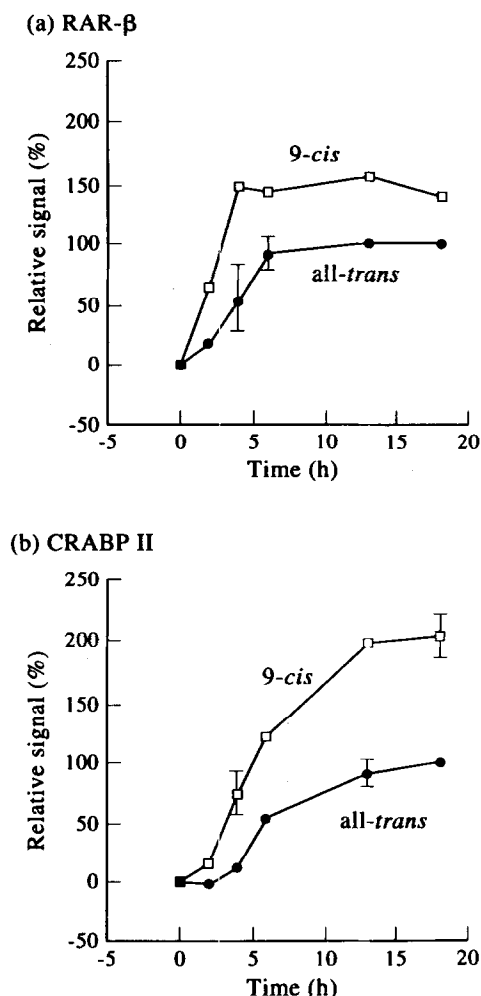 (a) RAR-β
250
200
150
100
50
0
-50
Relative signal (%)
9-cis
all-trans
-5 0 5 10 15 20
Time (h)
(b) CRABP II
250
200
150
100
50
0
-50
Relative signal (%)
9-cis
all-trans
-5 0 5 10 15 20
Time (h)